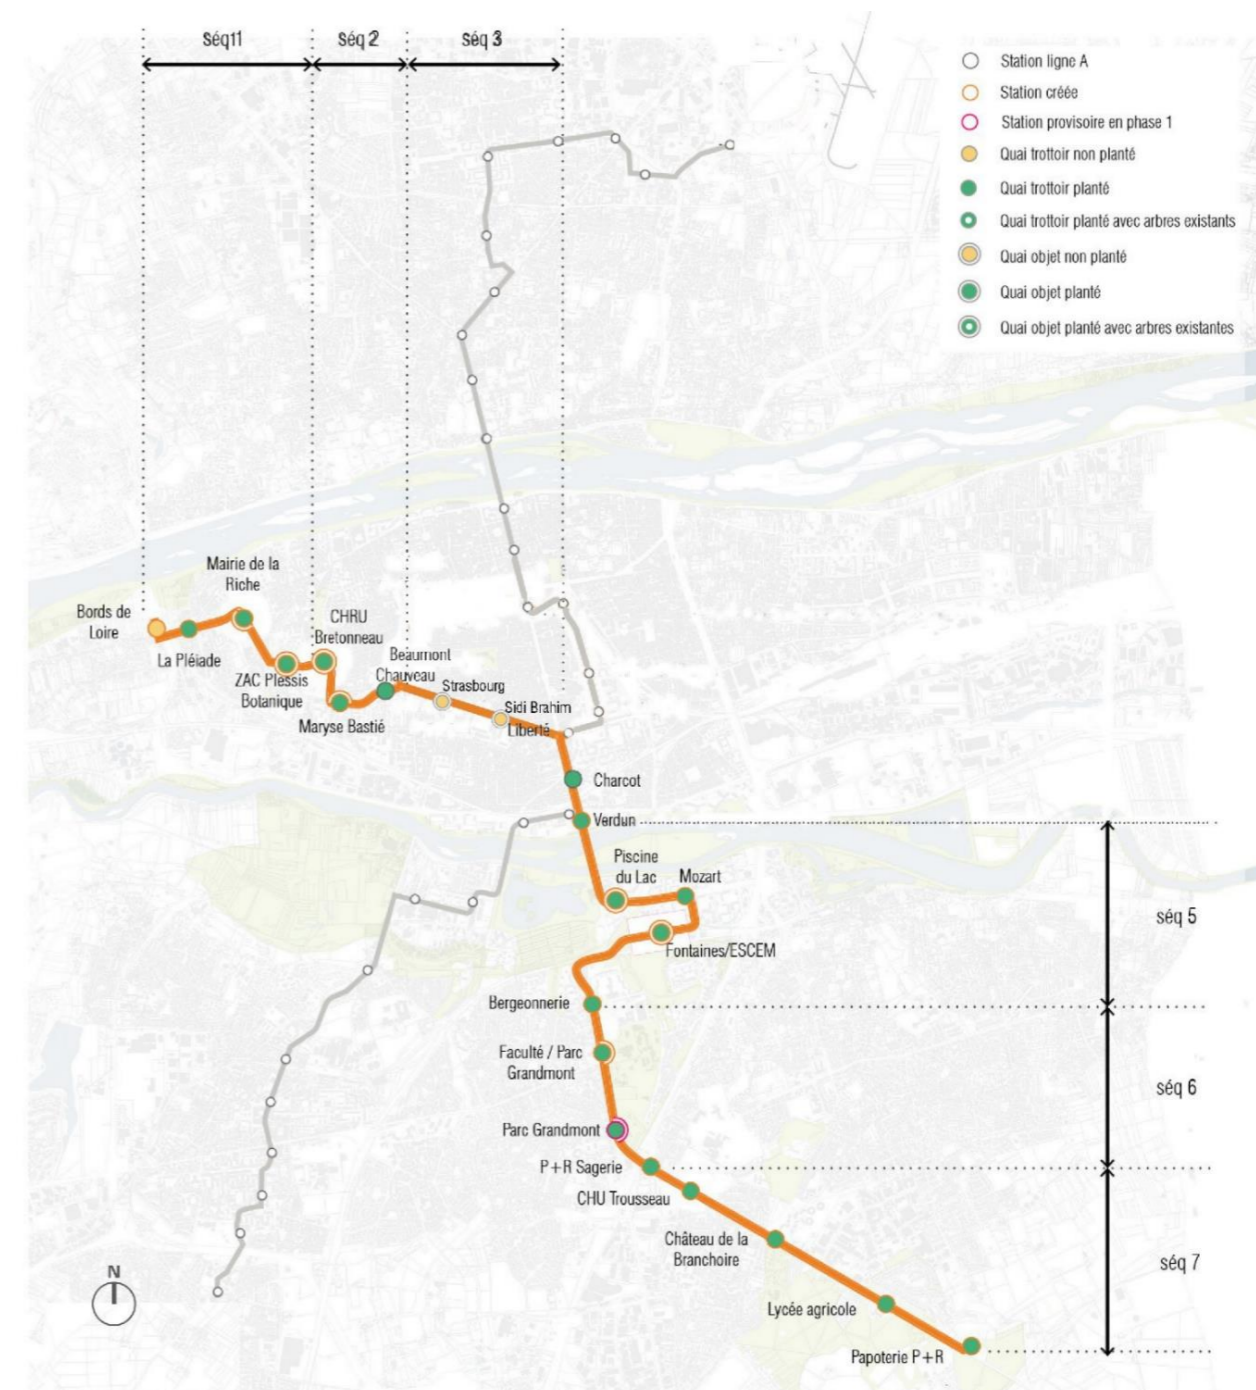 séq11
séq 2
séq 3
Station ligne A
Station créée
Station provisoire en phase 1
Quai trottoir non planté
Quai trottoir planté
Quai trottoir planté avec arbres existants
Quai objet non planté
Quai objet planté
Quai objet planté avec arbres existantes
Mairie de la
Riche
Bords de
Loire
La Pléiade
CHRU
Bretonneau
ZAC Plessis
Botanique
Beaumont
Chauveau
Maryse Bastié
Strasbourg
Sidi Brahim
Liberté
Charcot
Verdun
Piscine
du Lac
Mozart
Fontaines/ESCEM
séq 5
Bergeonnerie
Faculté / Parc
Grandmont
séq 6
Parc Grandmont
P+R Sagerie
CHU Trousseau
Château de la
Branchoire
séq 7
Lycée agricole
Papoterie P+R
N